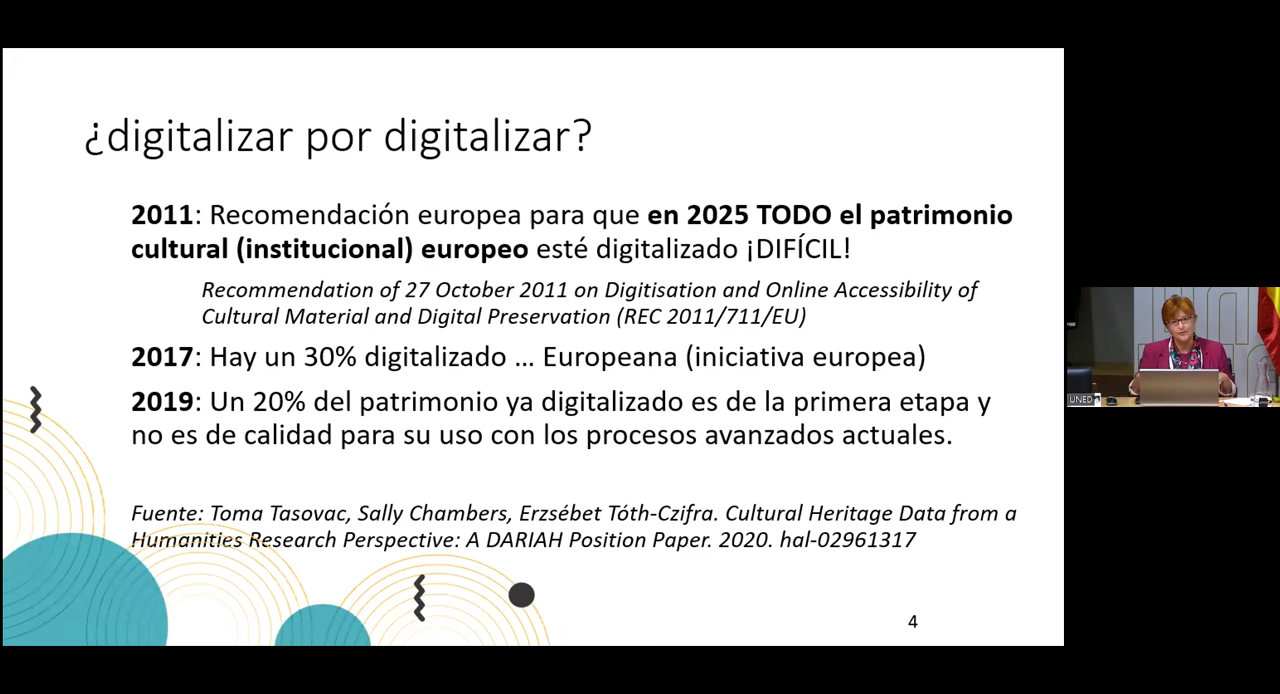 ¿digitalizar por digitalizar?
2011: Recomendación europea para que en 2025 TODO el patrimonio
cultural (institucional) europeo esté digitalizado ¡DIFÍCIL!
Recommendation of 27 October 2011 on Digitisation and Online Accessibility of
Cultural Material and Digital Preservation (REC 2011/711/EU)
2017: Hay un 30% digitalizado … Europeana (iniciativa europea)
2019: Un 20% del patrimonio ya digitalizado es de la primera etapa y
no es de calidad para su uso con los procesos avanzados actuales.
Fuente: Toma Tasovac, Sally Chambers, Erzsébet Tóth-Czifra. Cultural Heritage Data from a
Humanities Research Perspective: A DARIAH Position Paper. 2020. hal-02961317
4
UNED